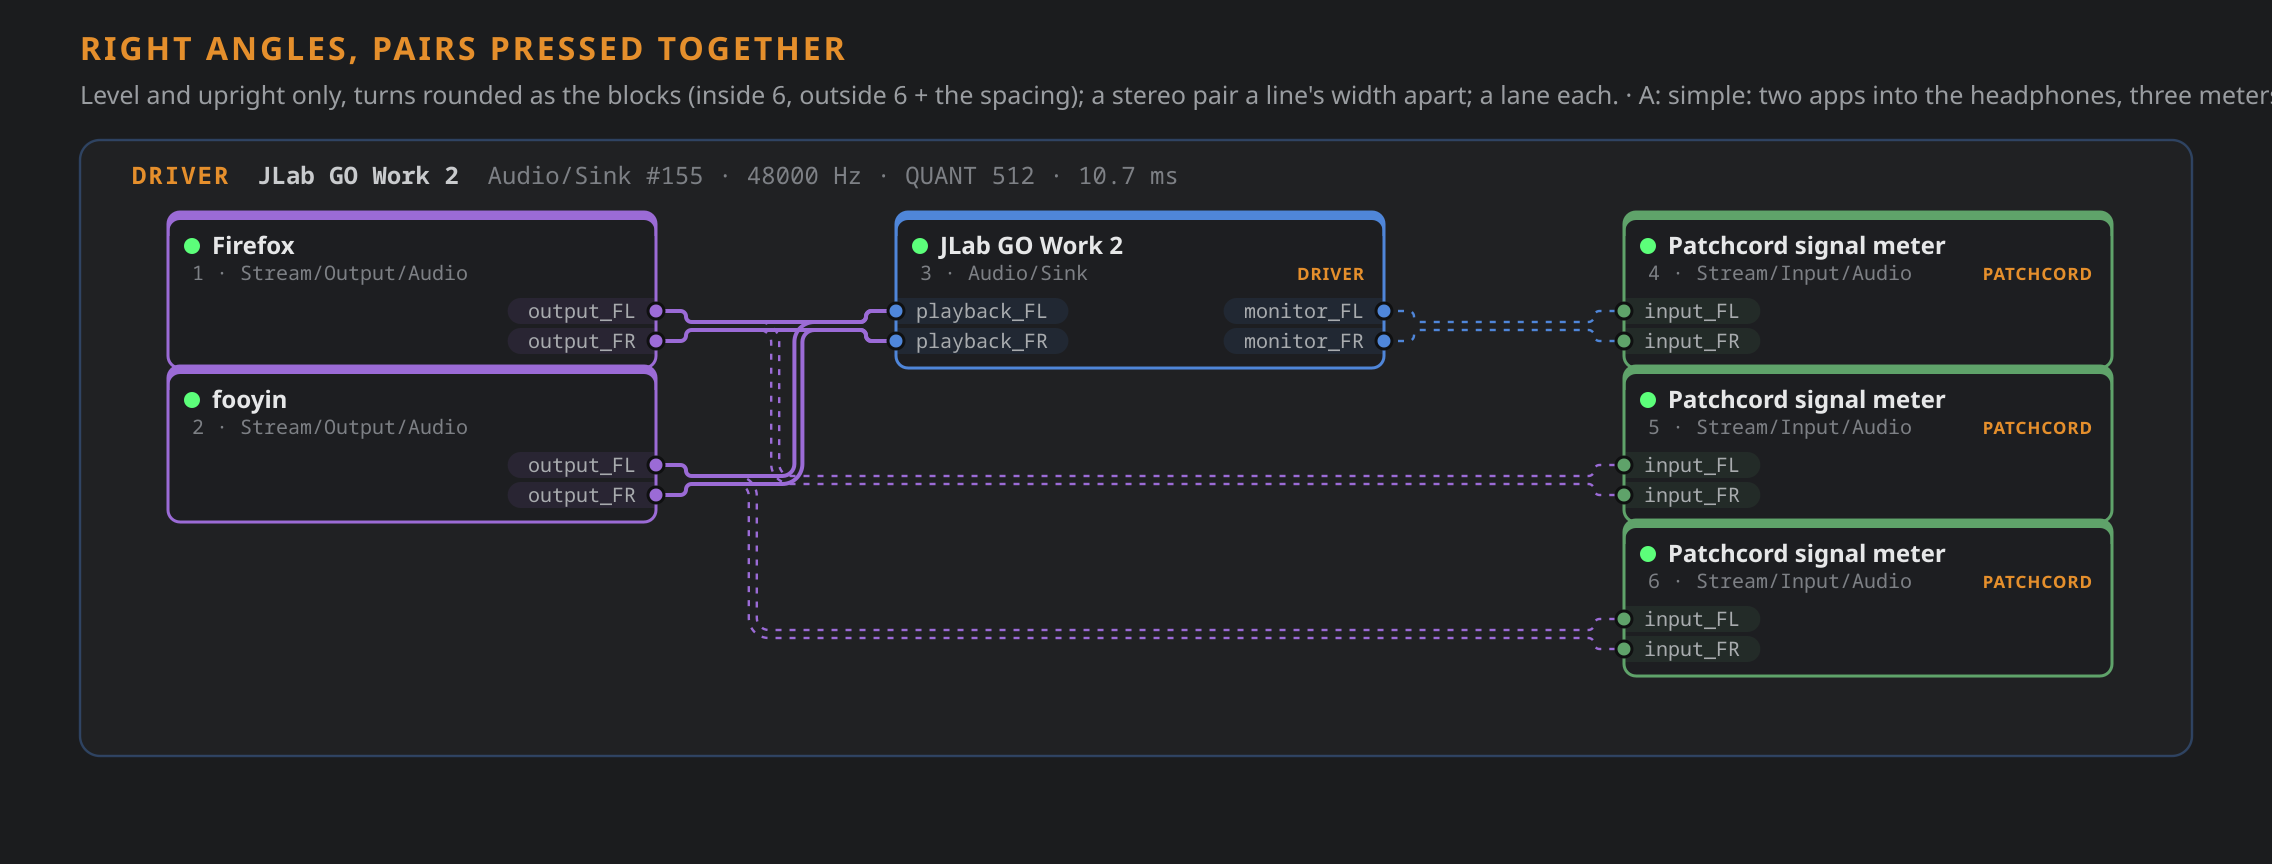 RIGHT ANGLES, PAIRS PRESSED TOGETHER
Level and upright only, turns rounded as the blocks (inside 6, outside 6 + the spacing); a stereo pair a line's width apart; a lane each. · A: simple: two apps into the headphones, three meters
DRIVER JLab GO Work 2 Audio/Sink #155 · 48000 Hz · QUANT 512 · 10.7 ms
Firefox
1 · Stream/Output/Audio
output_FL
output_FR
fooyin
2 · Stream/Output/Audio
output_FL
output_FR
JLab GO Work 2
3 · Audio/Sink DRIVER
playback_FL monitor_FL
playback_FR monitor_FR
Patchcord signal meter
4 · Stream/Input/Audio PATCHCORD
input_FL
input_FR
Patchcord signal meter
5 · Stream/Input/Audio PATCHCORD
input_FL
input_FR
Patchcord signal meter
6 · Stream/Input/Audio PATCHCORD
input_FL
input_FR